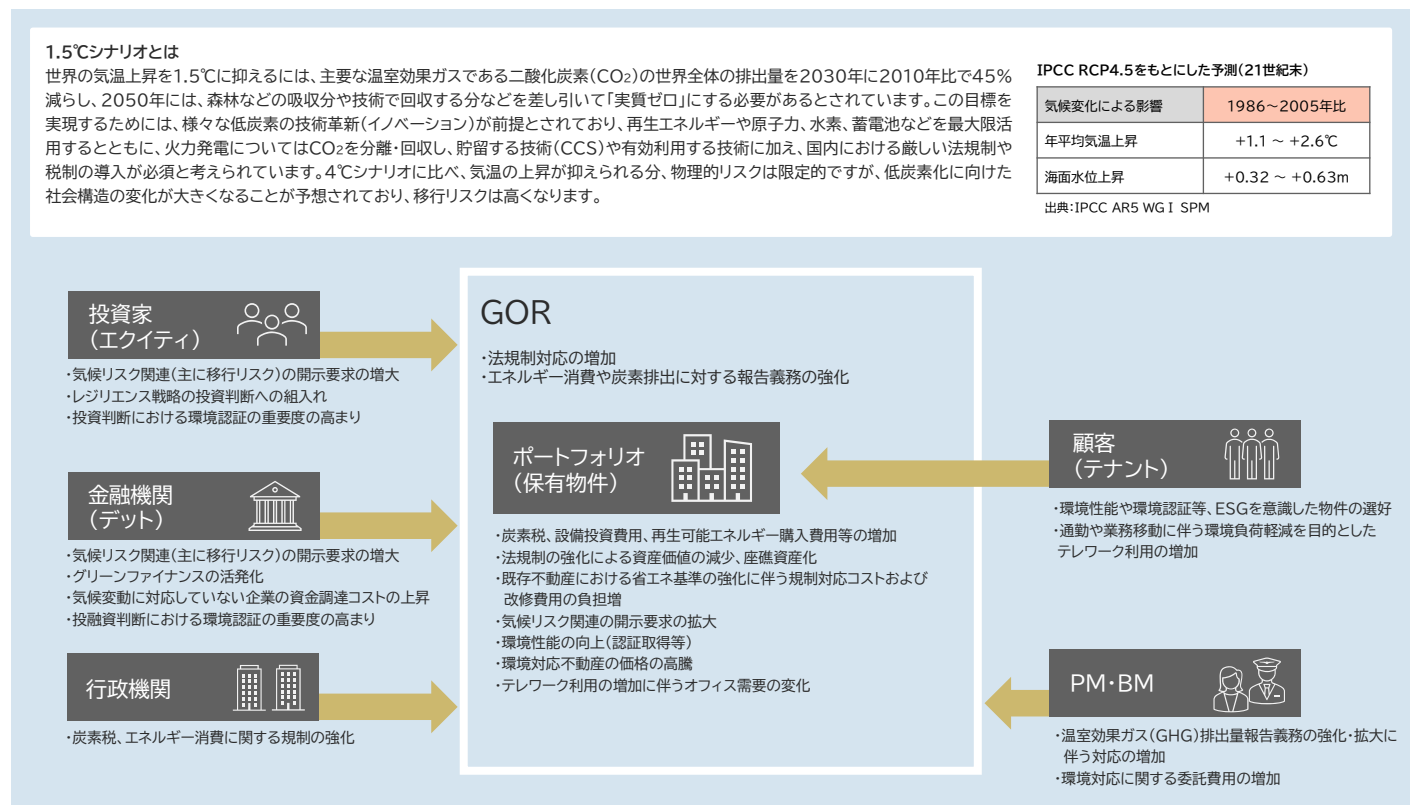 1.5℃シナリオとは
世界の気温上昇を1.5℃に抑えるには、主要な温室効果ガスである二酸化炭素(CO₂)の世界全体の排出量を2030年に2010年比で45%
減らし、2050年には、森林などの吸収分や技術で回収する分などを差し引いて「実質ゼロ」にする必要があるとされています。この目標を
実現するためには、様々な低炭素の技術革新(イノベーション)が前提とされており、再生エネルギーや原子力、水素、蓄電池などを最大限活
用するとともに、火力発電についてはCO₂を分離・回収し、貯留する技術(CCS)や有効利用する技術に加え、国内における厳しい法規制や
税制の導入が必須と考えられています。4℃シナリオに比べ、気温の上昇が抑えられる分、物理的リスクは限定的ですが、低炭素化に向けた
社会構造の変化が大きくなることが予想されており、移行リスクは高くなります。
IPCC RCP4.5をもとにした予測(21世紀末)
気候変化による影響 1986~2005年比
年平均気温上昇 +1.1 ~ +2.6℃
海面水位上昇 +0.32 ~ +0.63m
出典:IPCC AR5 WGⅠ SPM
投資家
(エクイティ)
・気候リスク関連(主に移行リスク)の開示要求の増大
・レジリエンス戦略の投資判断への組入れ
・投資判断における環境認証の重要度の高まり
金融機関
(デット)
・気候リスク関連(主に移行リスク)の開示要求の増大
・グリーンファイナンスの活発化
・気候変動に対応していない企業の資金調達コストの上昇
・投融資判断における環境認証の重要度の高まり
行政機関
・炭素税、エネルギー消費に関する規制の強化
GOR
・法規制対応の増加
・エネルギー消費や炭素排出に対する報告義務の強化
ポートフォリオ
(保有物件)
・炭素税、設備投資費用、再生可能エネルギー購入費用等の増加
・法規制の強化による資産価値の減少、座礁資産化
・既存不動産における省エネ基準の強化に伴う規制対応コストおよび
改修費用の負担増
・気候リスク関連の開示要求の拡大
・環境性能の向上(認証取得等)
・環境対応不動産の価格の高騰
・テレワーク利用の増加に伴うオフィス需要の変化
顧客
(テナント)
・環境性能や環境認証等、ESGを意識した物件の選好
・通勤や業務移動に伴う環境負荷軽減を目的とした
テレワーク利用の増加
PM・BM
・温室効果ガス(GHG)排出量報告義務の強化・拡大に
伴う対応の増加
・環境対応に関する委託費用の増加